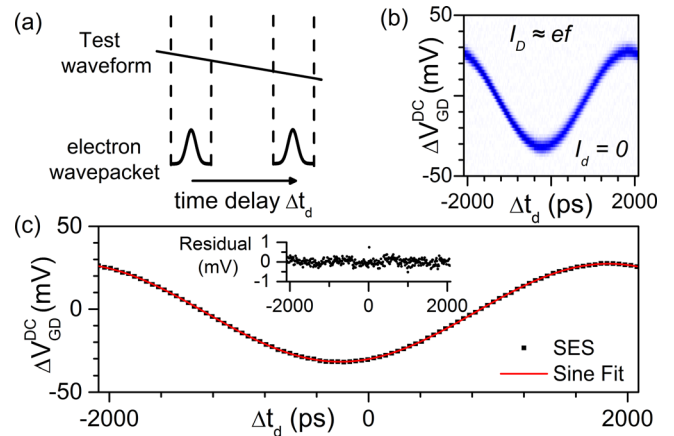 (a)
Test
waveform
electron
wavepacket
time delay Δt_d
(b)
50
-50
ΔV_GD^DC (mV)
I_D ≈ ef
I_d = 0
-2000
2000
Δt_d (ps)
(c)
50
0
-50
ΔV_GD^DC (mV)
Residual
(mV)
1
0
-1
-2000
0
2000
SES
Sine Fit
-2000
Δt_d (ps)
0
2000